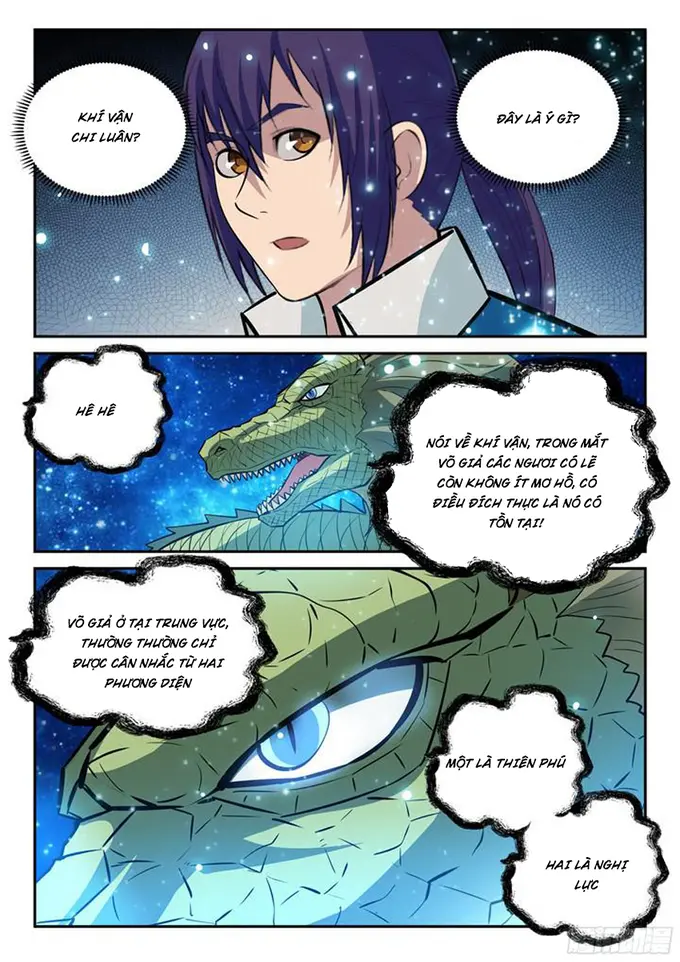 KHÍ VẬN
CHI LUÂN?
ĐÂY LÀ Ý GÌ?
HÊ HÊ
NÓI VỀ KHÍ VẬN, TRONG MẮT
VÕ GIẢ CÁC NGƯƠI CÓ LẼ
CÒN KHÔNG ÍT MƠ HỒ, CÓ
ĐIỀU ĐÍCH THỰC LÀ NÓ CÓ
TỒN TẠI!
VÕ GIẢ Ở TẠI TRUNG VỰC,
THƯỜNG THƯỜNG CHỈ
ĐƯỢC CÂN NHẮC TỪ HAI
PHƯƠNG DIỆN
MỘT LÀ THIÊN PHÚ
HAI LÀ NGHỊ
LỰC